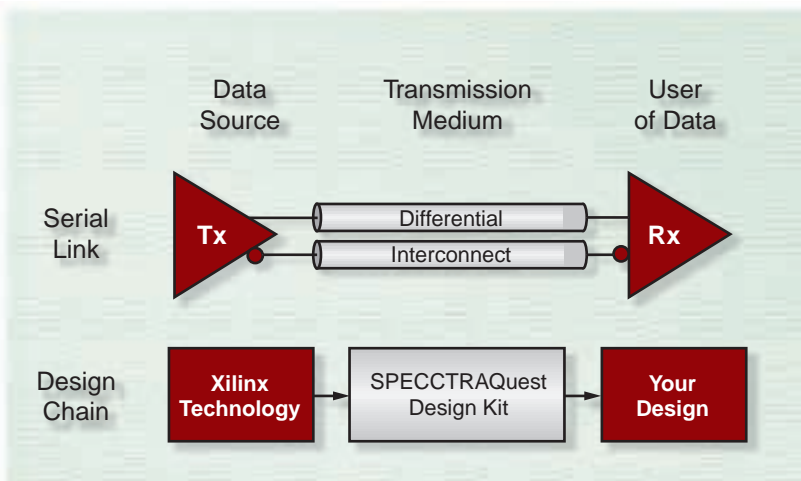 Data
Source
Transmission
Medium
User
of Data
Serial
Link
Tx
Differential
Interconnect
Rx
Design
Chain
Xilinx
Technology
SPECCTRAQuest
Design Kit
Your
Design